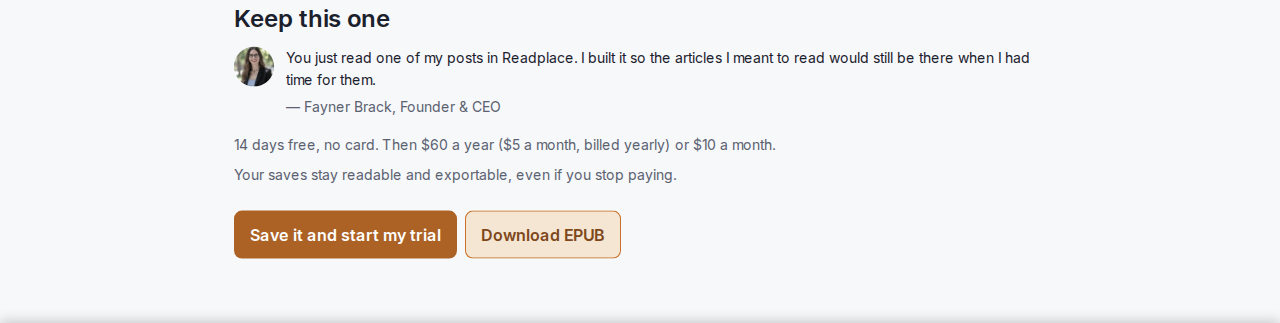 Keep this one
You just read one of my posts in Readplace. I built it so the articles I meant to read would still be there when I had
time for them.
— Fayner Brack, Founder & CEO
14 days free, no card. Then $60 a year ($5 a month, billed yearly) or $10 a month.
Your saves stay readable and exportable, even if you stop paying.
Save it and start my trial
Download EPUB